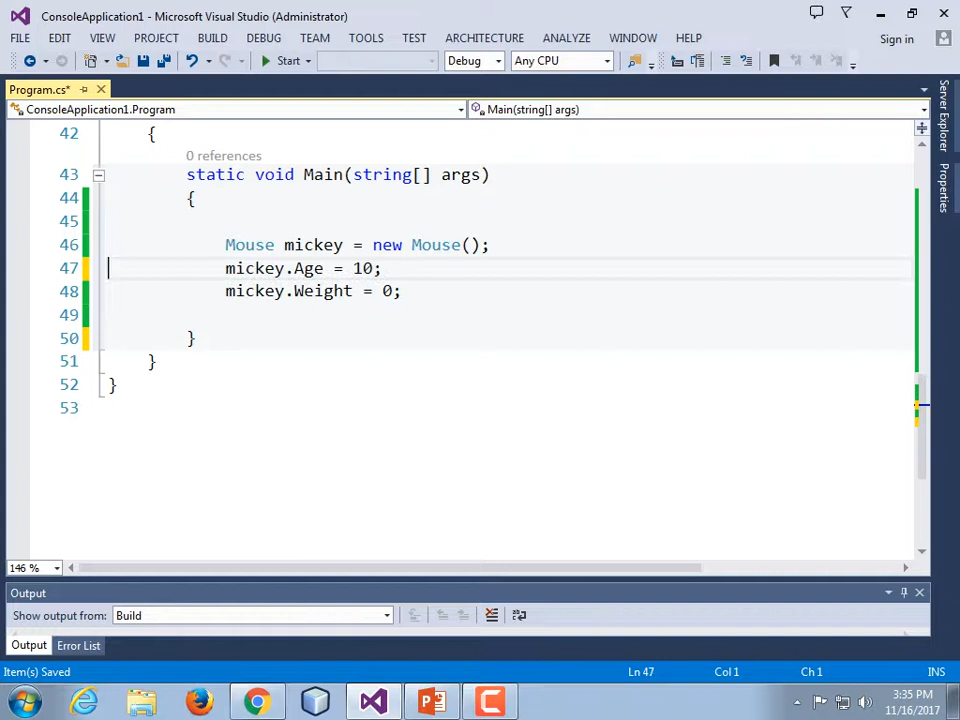 ConsoleApplication1 - Microsoft Visual Studio (Administrator)
FILE EDIT VIEW PROJECT BUILD DEBUG TEAM TOOLS TEST ARCHITECTURE ANALYZE WINDOW HELP Sign in
Start Debug Any CPU
Program.cs*
ConsoleApplication1.Program Main(string[] args)
42 {
0 references
43 static void Main(string[] args)
44 {
45
46 Mouse mickey = new Mouse();
47 mickey.Age = 10;
48 mickey.Weight = 0;
49
50 }
51 }
52 }
53
146 %
Output
Show output from: Build
Output Error List
Item(s) Saved Ln 47 Col 1 Ch 1 INS
3:35 PM
11/16/2017
Server Explorer
Properties